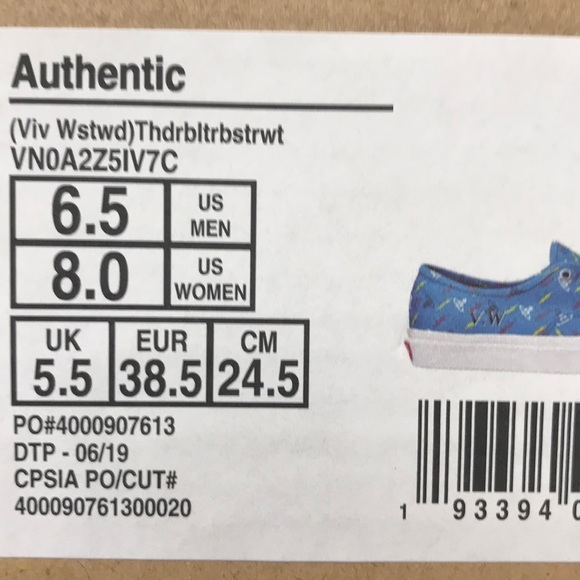 Authentic
(Viv Wstwd)Thdrbltrbstrwt
VN0A2Z5IV7C
6.5 US MEN
8.0 US WOMEN
UK EUR CM
5.5 38.5 24.5
PO#4000907613
DTP - 06/19
CPSIA PO/CUT#
400090761300020
1 93394